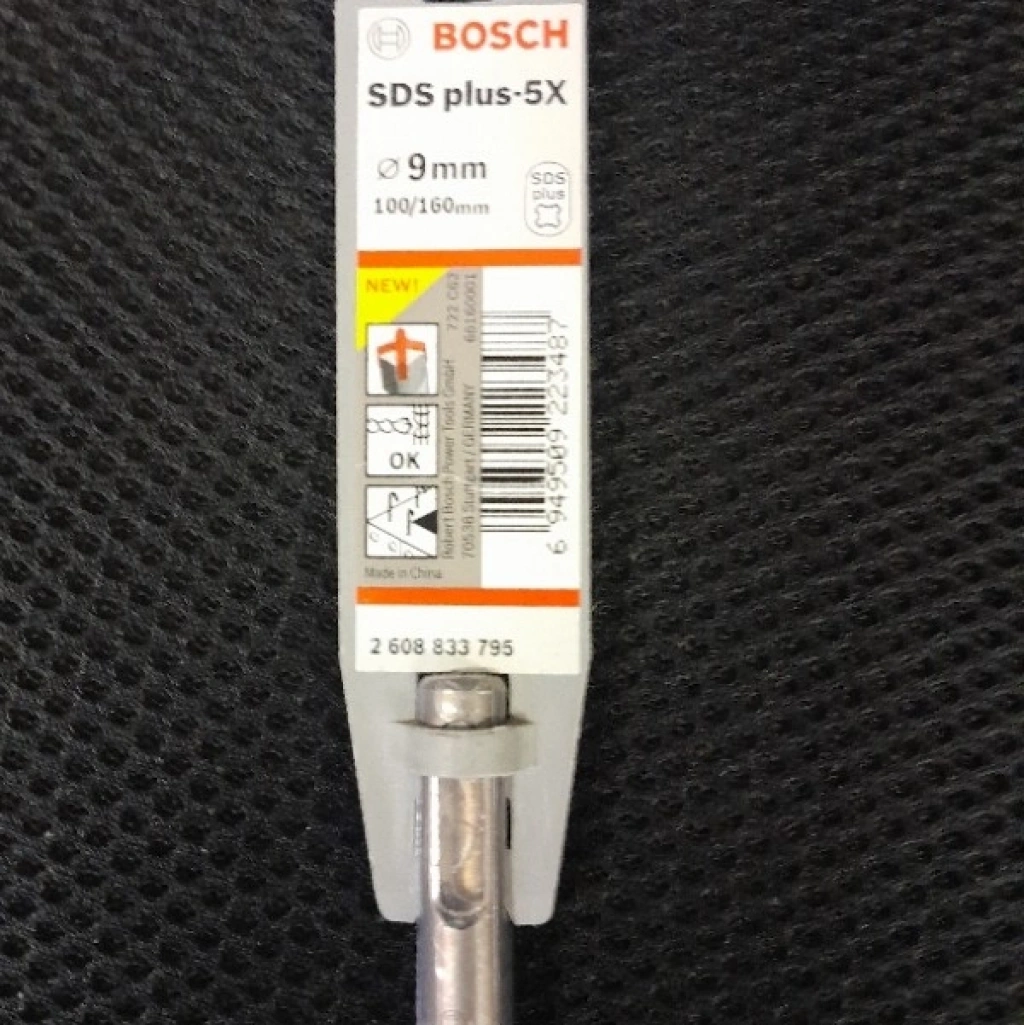 BOSCH
SDS plus-5X
Ø 9mm
100/160mm
SDS
plus
NEW!
OK
Robert Bosch Power Tools GmbH
70538 Stuttgart / GERMANY
6 949509 223487
Made in China
2 608 833 795